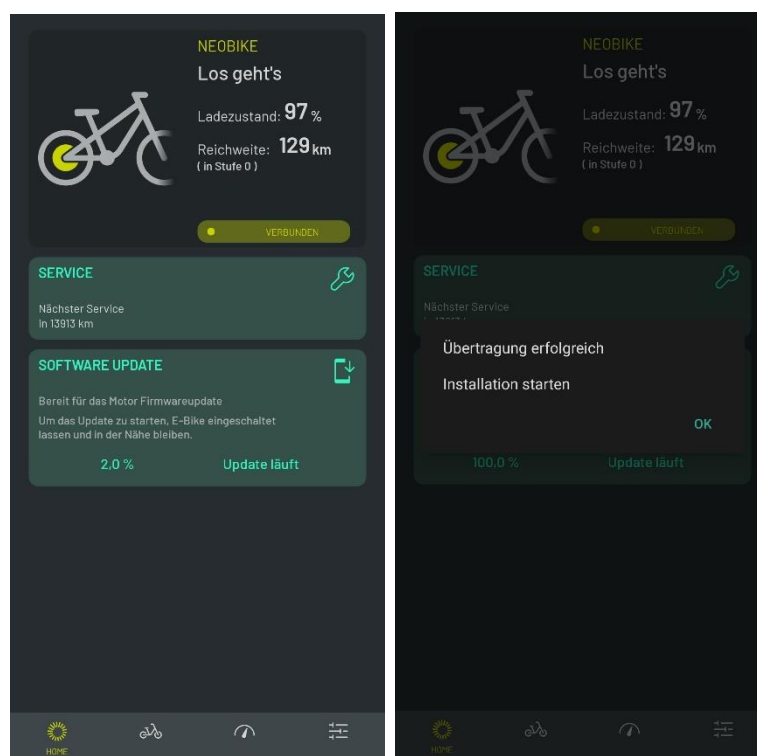 NEOBIKE
Los geht's
Ladezustand: 97 %
Reichweite: 129 km
( in Stufe 0 )
VERBUNDEN
SERVICE
Nächster Service
In 13913 km
SOFTWARE UPDATE
Bereit für das Motor Firmwareupdate
Um das Update zu starten, E-Bike eingeschaltet
lassen und in der Nähe bleiben.
2,0 % Update läuft
HOME
NEOBIKE
Los geht's
Ladezustand: 97 %
Reichweite: 129 km
( in Stufe 0 )
VERBUNDEN
SERVICE
Nächster Service
Übertragung erfolgreich
Installation starten
OK
100,0 % Update läuft
HOME